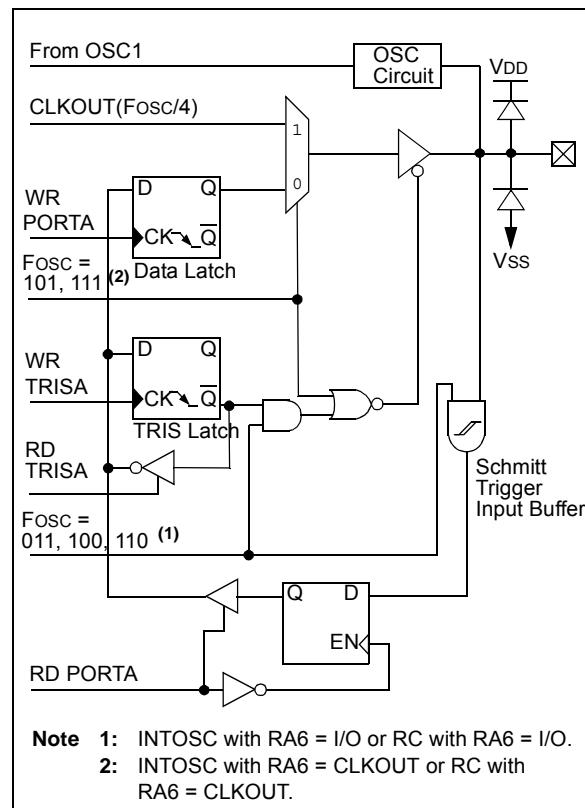 From OSC1
OSC
Circuit
VDD
CLKOUT(FOSC/4)
1
0
D Q
WR
PORTA
CK Q
Data Latch
FOSC =
101, 111 (2)
VSS
D Q
WR
TRISA
CK Q
TRIS Latch
RD
TRISA
Schmitt
Trigger
Input Buffer
FOSC =
011, 100, 110 (1)
Q D
EN
RD PORTA
Note 1: INTOSC with RA6 = I/O or RC with RA6 = I/O.
2: INTOSC with RA6 = CLKOUT or RC with
RA6 = CLKOUT.